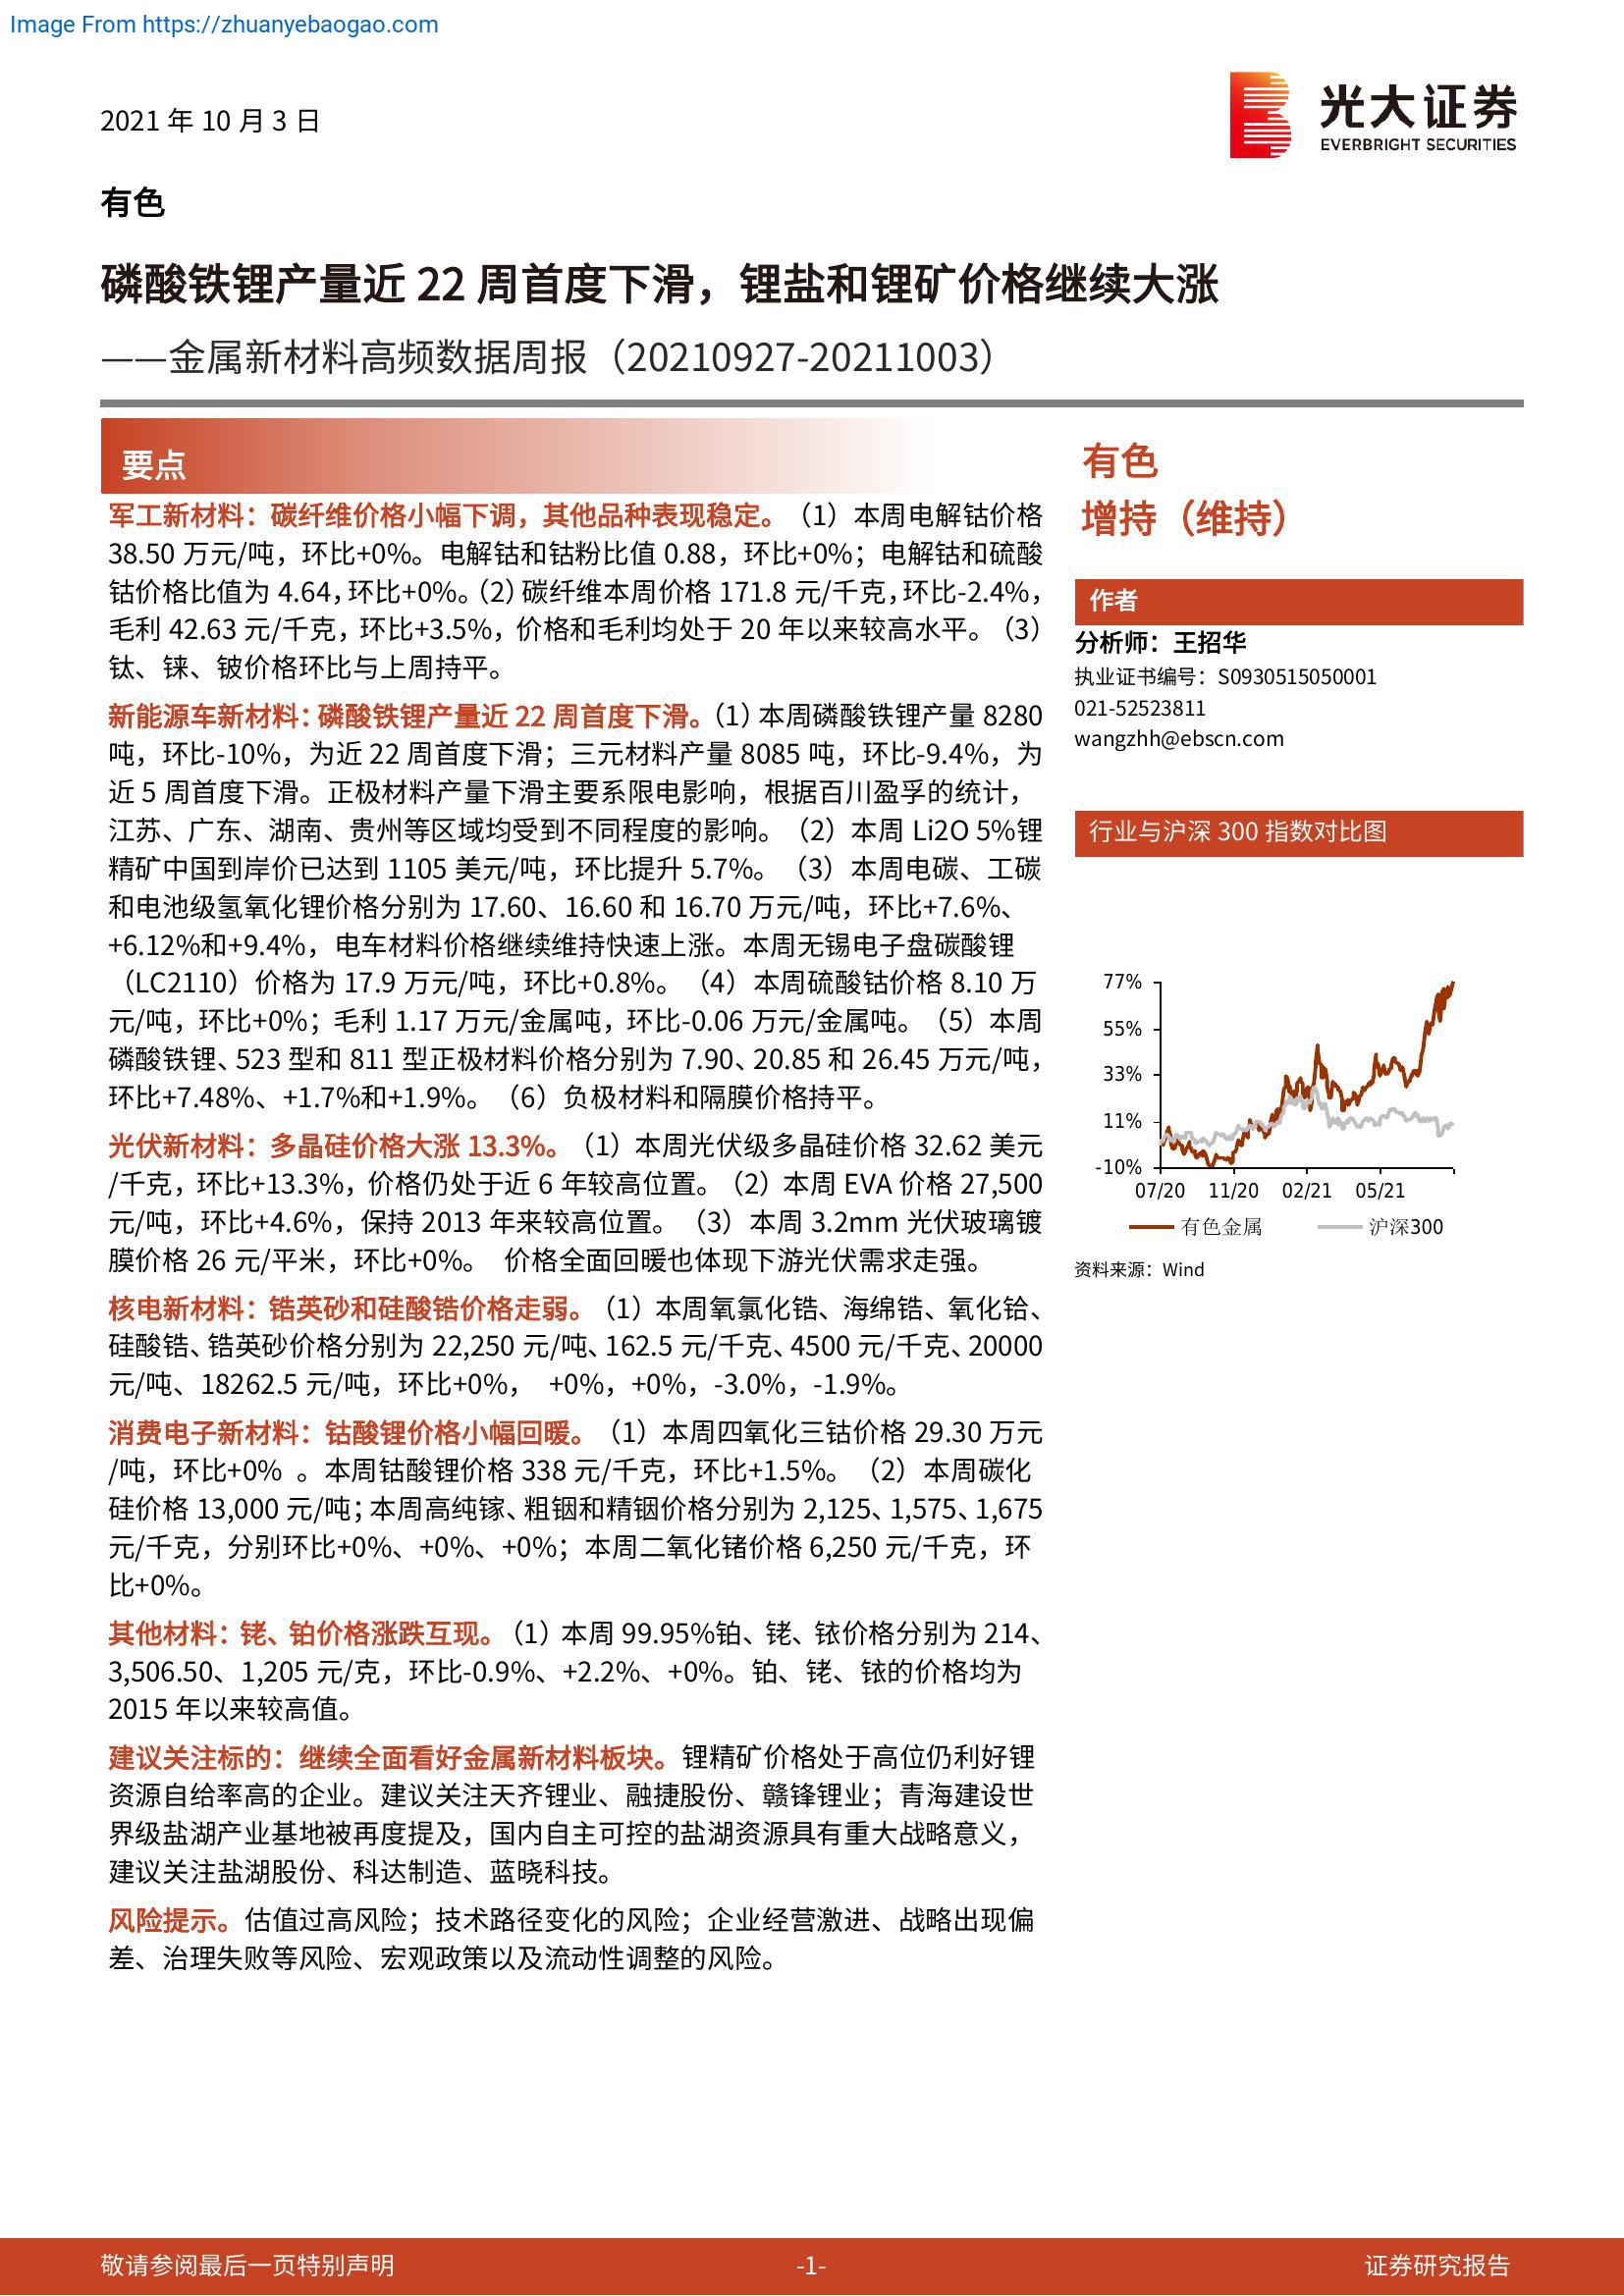 Image From https://zhuanyebaogao.com
2021 年 10 月 3 日
光大证券
EVERBRIGHT SECURITIES
有色
磷酸铁锂产量近 22 周首度下滑，锂盐和锂矿价格继续大涨
——金属新材料高频数据周报（20210927-20211003）
要点
军工新材料：碳纤维价格小幅下调，其他品种表现稳定。（1）本周电解钴价格
38.50 万元/吨，环比+0%。电解钴和钴粉比值 0.88，环比+0%；电解钴和硫酸
钴价格比值为 4.64，环比+0%。（2）碳纤维本周价格 171.8 元/千克，环比-2.4%，
毛利 42.63 元/千克，环比+3.5%，价格和毛利均处于 20 年以来较高水平。（3）
钛、铼、铍价格环比与上周持平。
新能源车新材料：磷酸铁锂产量近 22 周首度下滑。（1）本周磷酸铁锂产量 8280
吨，环比-10%，为近 22 周首度下滑；三元材料产量 8085 吨，环比-9.4%，为
近 5 周首度下滑。正极材料产量下滑主要系限电影响，根据百川盈孚的统计，
江苏、广东、湖南、贵州等区域均受到不同程度的影响。（2）本周 Li2O 5%锂
精矿中国到岸价已达到 1105 美元/吨，环比提升 5.7%。（3）本周电碳、工碳
和电池级氢氧化锂价格分别为 17.60、16.60 和 16.70 万元/吨，环比+7.6%、
+6.12%和+9.4%，电车材料价格继续维持快速上涨。本周无锡电子盘碳酸锂
（LC2110）价格为 17.9 万元/吨，环比+0.8%。（4）本周硫酸钴价格 8.10 万
元/吨，环比+0%；毛利 1.17 万元/金属吨，环比-0.06 万元/金属吨。（5）本周
磷酸铁锂、523 型和 811 型正极材料价格分别为 7.90、20.85 和 26.45 万元/吨，
环比+7.48%、+1.7%和+1.9%。（6）负极材料和隔膜价格持平。
光伏新材料：多晶硅价格大涨 13.3%。（1）本周光伏级多晶硅价格 32.62 美元
/千克，环比+13.3%，价格仍处于近 6 年较高位置。（2）本周 EVA 价格 27,500
元/吨，环比+4.6%，保持 2013 年来较高位置。（3）本周 3.2mm 光伏玻璃镀
膜价格 26 元/平米，环比+0%。 价格全面回暖也体现下游光伏需求走强。
核电新材料：锆英砂和硅酸锆价格走弱。（1）本周氧氯化锆、海绵锆、氧化铪、
硅酸锆、锆英砂价格分别为 22,250 元/吨、162.5 元/千克、4500 元/千克、20000
元/吨、18262.5 元/吨，环比+0%， +0%，+0%，-3.0%，-1.9%。
消费电子新材料：钴酸锂价格小幅回暖。（1）本周四氧化三钴价格 29.30 万元
/吨，环比+0% 。本周钴酸锂价格 338 元/千克，环比+1.5%。（2）本周碳化
硅价格 13,000 元/吨；本周高纯镓、粗铟和精铟价格分别为 2,125、1,575、1,675
元/千克，分别环比+0%、+0%、+0%；本周二氧化锗价格 6,250 元/千克，环
比+0%。
其他材料：铑、铂价格涨跌互现。（1）本周 99.95%铂、铑、铱价格分别为 214、
3,506.50、1,205 元/克，环比-0.9%、+2.2%、+0%。铂、铑、铱的价格均为
2015 年以来较高值。
建议关注标的：继续全面看好金属新材料板块。锂精矿价格处于高位仍利好锂
资源自给率高的企业。建议关注天齐锂业、融捷股份、赣锋锂业；青海建设世
界级盐湖产业基地被再度提及，国内自主可控的盐湖资源具有重大战略意义，
建议关注盐湖股份、科达制造、蓝晓科技。
风险提示。估值过高风险；技术路径变化的风险；企业经营激进、战略出现偏
差、治理失败等风险、宏观政策以及流动性调整的风险。
有色
增持（维持）
作者
分析师：王招华
执业证书编号：S0930515050001
021-52523811
wangzhh@ebscn.com
行业与沪深 300 指数对比图
77%
55%
33%
11%
-10%
07/20 11/20 02/21 05/21
有色金属 沪深300
资料来源：Wind
敬请参阅最后一页特别声明
-1-
证券研究报告